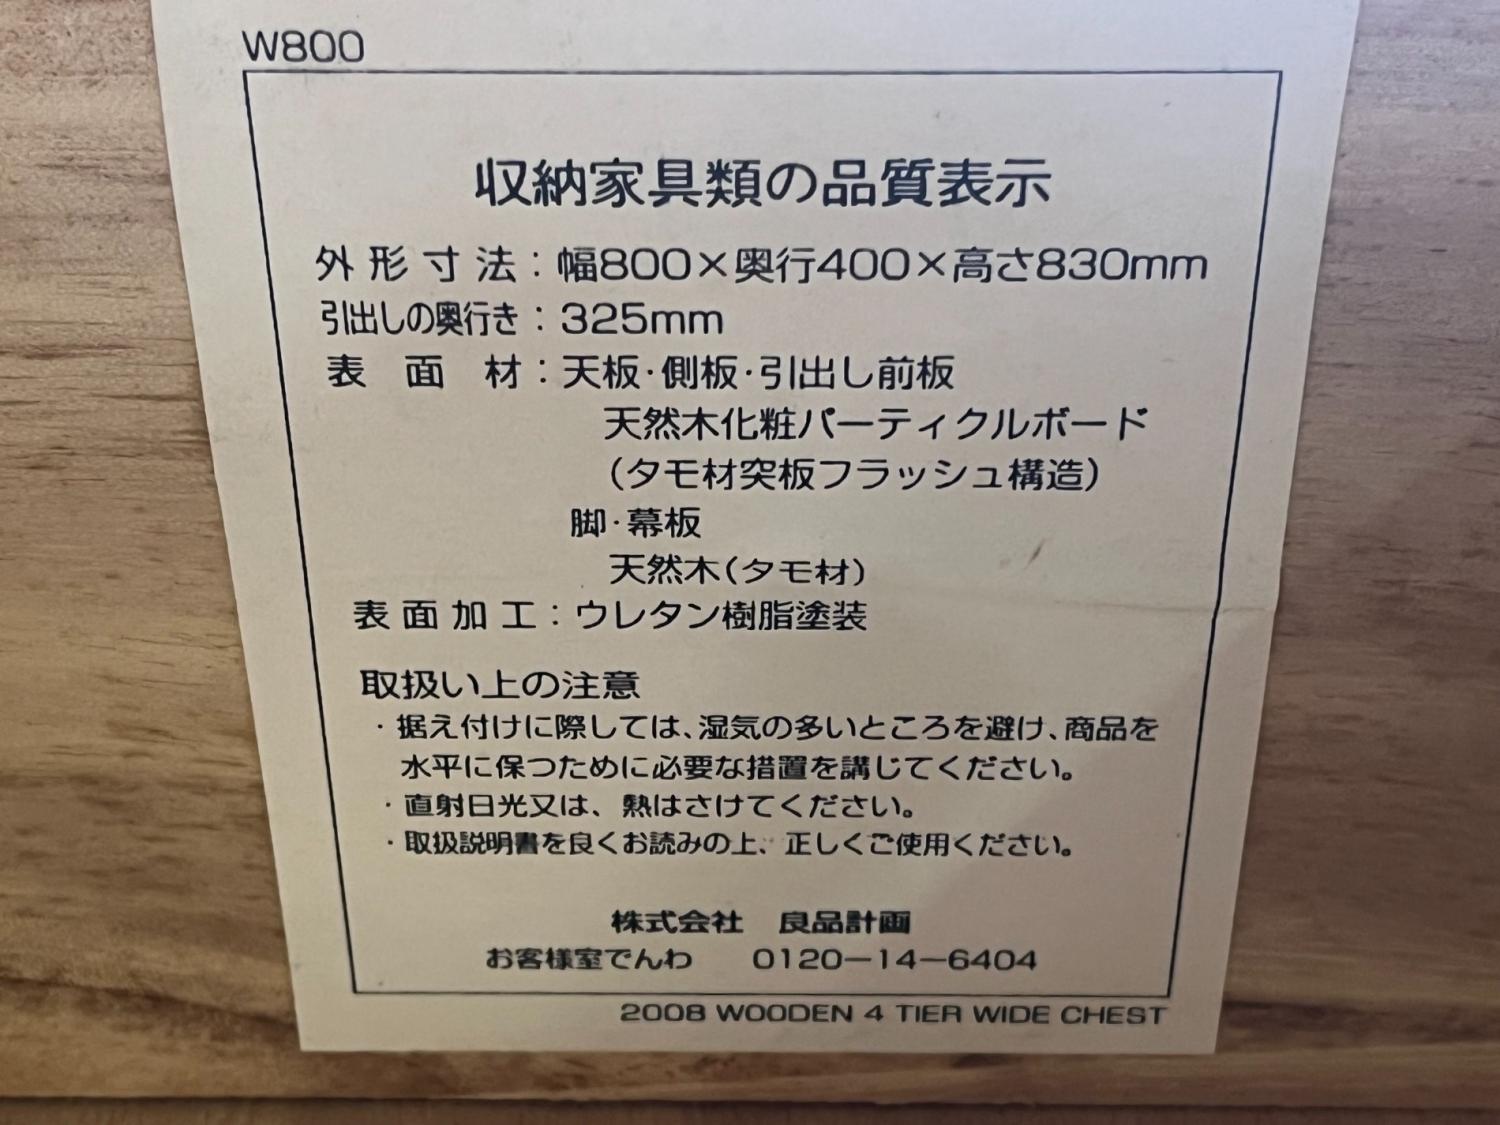 W800
収納家具類の品質表示
外形寸法：幅800×奥行400×高さ830mm
引出しの奥行き：325mm
表面材：天板・側板・引出し前板
天然木化粧パーティクルボード
（タモ材突板フラッシュ構造）
脚・幕板
天然木（タモ材）
表面加工：ウレタン樹脂塗装
取扱い上の注意
・据え付けに際しては、湿気の多いところを避け、商品を
水平に保つために必要な措置を講じてください。
・直射日光又は、熱はさけてください。
・取扱説明書を良くお読みの上、正しくご使用ください。
株式会社　良品計画
お客様室でんわ　0120−14−6404
2008 WOODEN 4 TIER WIDE CHEST